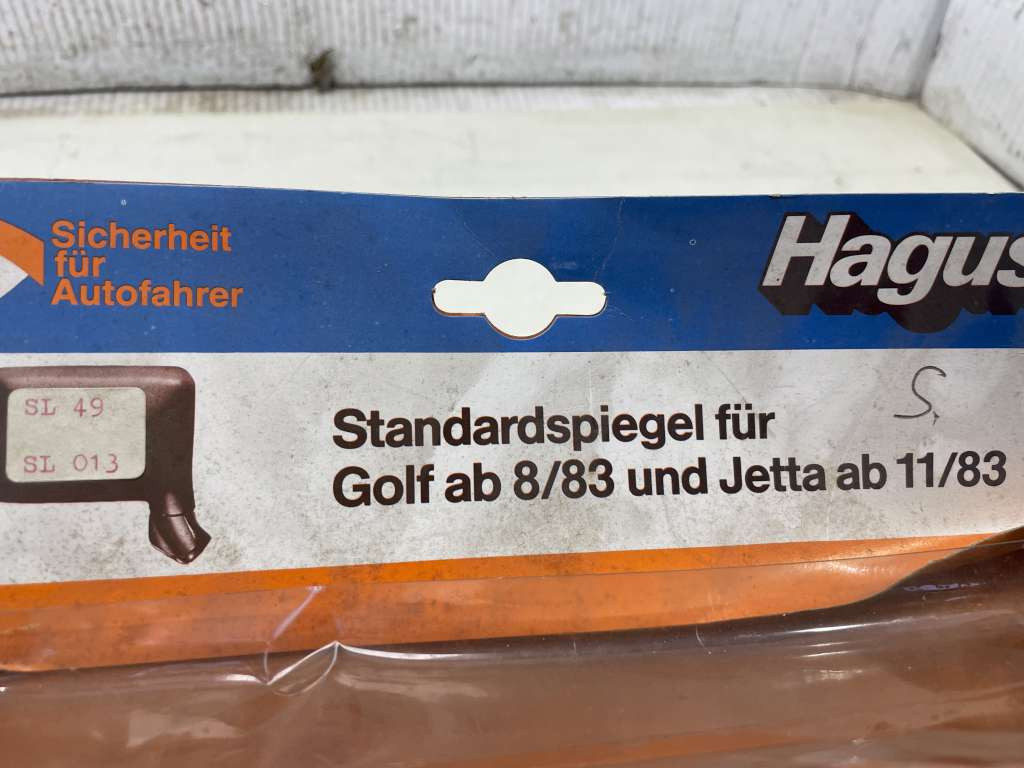 Sicherheit
für
Autofahrer
Hagus
SL 49
SL 013
S.
Standardspiegel für
Golf ab 8/83 und Jetta ab 11/83